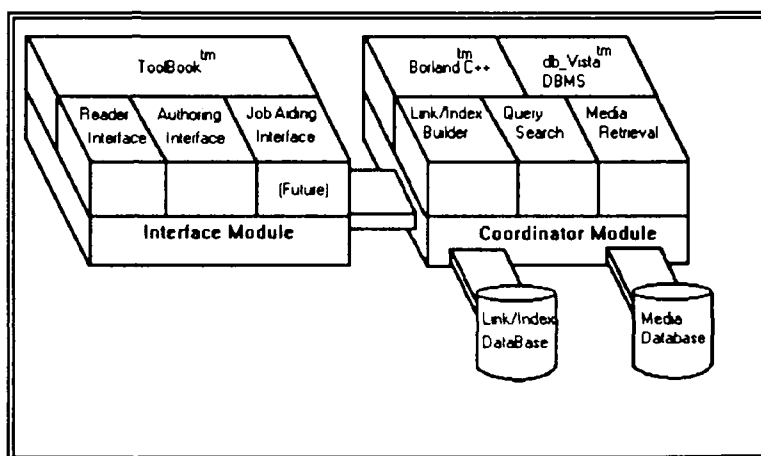 ToolBook tm
Reader Interface
Authoring Interface
Job Aiding Interface
(Future)
Interface Module
Borland C++ tm
db_Vista tm
DBMS
Link/Index Builder
Query Search
Media Retrieval
Coordinator Module
Link/Index
DataBase
Media
Database